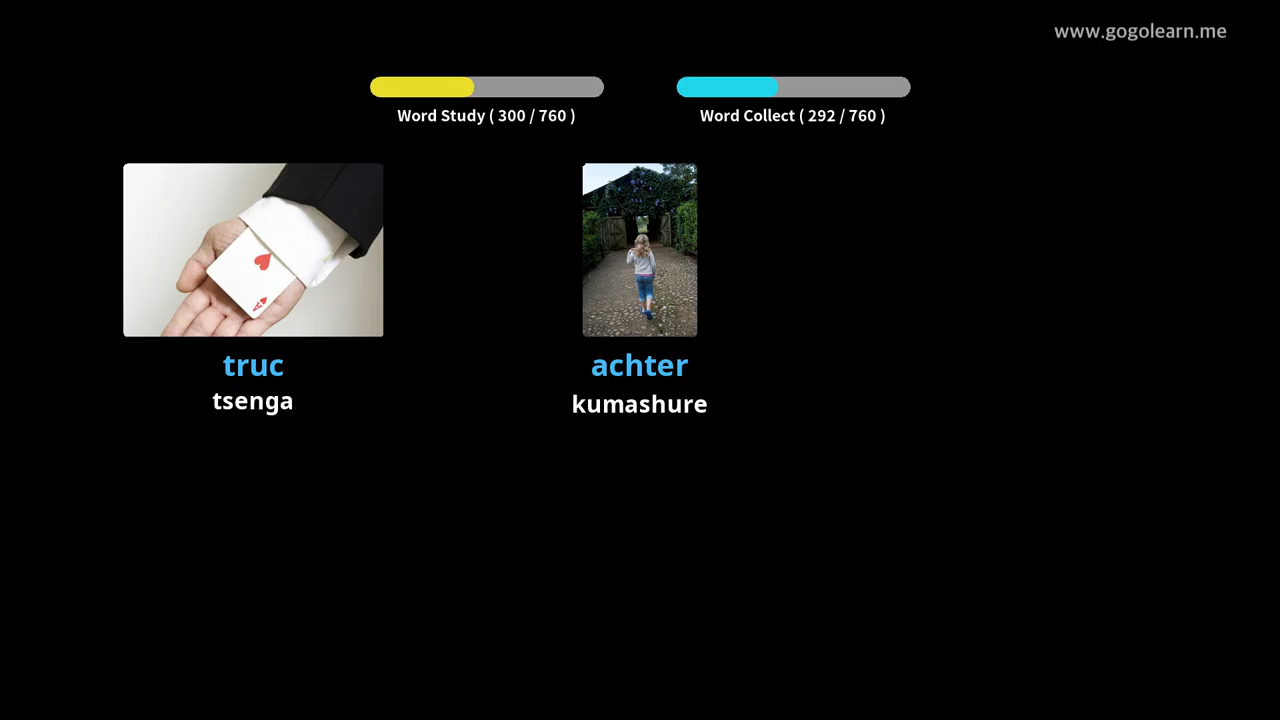 www.gogolearn.me
Word Study ( 300 / 760 )
Word Collect ( 292 / 760 )
A
truc
achter
tsenga
kumashure